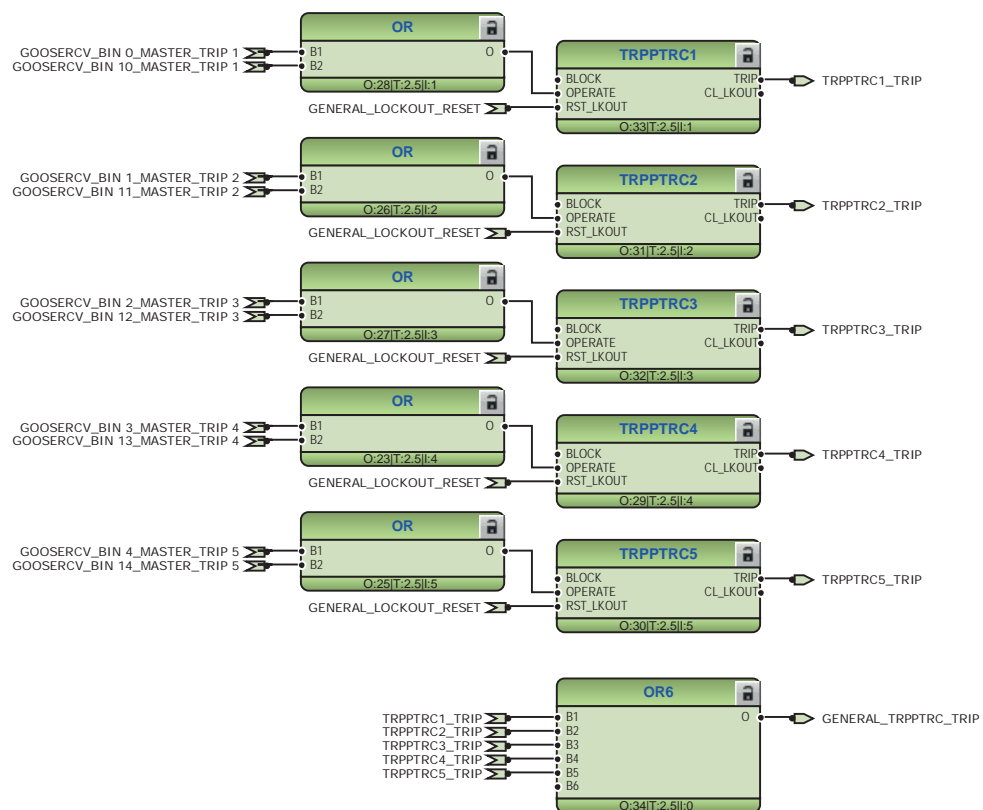 OR
GOOSERCV_BIN 0_MASTER_TRIP 1 B1 O
GOOSERCV_BIN 10_MASTER_TRIP 1 B2
O:28|T:2.5|I:1
TRPPTRC1
BLOCK TRIP TRPPTRC1_TRIP
OPERATE CL_LKOUT
GENERAL_LOCKOUT_RESET RST_LKOUT
O:33|T:2.5|I:1
OR
GOOSERCV_BIN 1_MASTER_TRIP 2 B1 O
GOOSERCV_BIN 11_MASTER_TRIP 2 B2
O:26|T:2.5|I:2
TRPPTRC2
BLOCK TRIP TRPPTRC2_TRIP
OPERATE CL_LKOUT
GENERAL_LOCKOUT_RESET RST_LKOUT
O:31|T:2.5|I:2
OR
GOOSERCV_BIN 2_MASTER_TRIP 3 B1 O
GOOSERCV_BIN 12_MASTER_TRIP 3 B2
O:27|T:2.5|I:3
TRPPTRC3
BLOCK TRIP TRPPTRC3_TRIP
OPERATE CL_LKOUT
GENERAL_LOCKOUT_RESET RST_LKOUT
O:32|T:2.5|I:3
OR
GOOSERCV_BIN 3_MASTER_TRIP 4 B1 O
GOOSERCV_BIN 13_MASTER_TRIP 4 B2
O:23|T:2.5|I:4
TRPPTRC4
BLOCK TRIP TRPPTRC4_TRIP
OPERATE CL_LKOUT
GENERAL_LOCKOUT_RESET RST_LKOUT
O:29|T:2.5|I:4
OR
GOOSERCV_BIN 4_MASTER_TRIP 5 B1 O
GOOSERCV_BIN 14_MASTER_TRIP 5 B2
O:25|T:2.5|I:5
TRPPTRC5
BLOCK TRIP TRPPTRC5_TRIP
OPERATE CL_LKOUT
GENERAL_LOCKOUT_RESET RST_LKOUT
O:30|T:2.5|I:5
OR6
TRPPTRC1_TRIP B1 O GENERAL_TRPPTRC_TRIP
TRPPTRC2_TRIP B2
TRPPTRC3_TRIP B3
TRPPTRC4_TRIP B4
TRPPTRC5_TRIP B5
B6
O:34|T:2.5|I:0